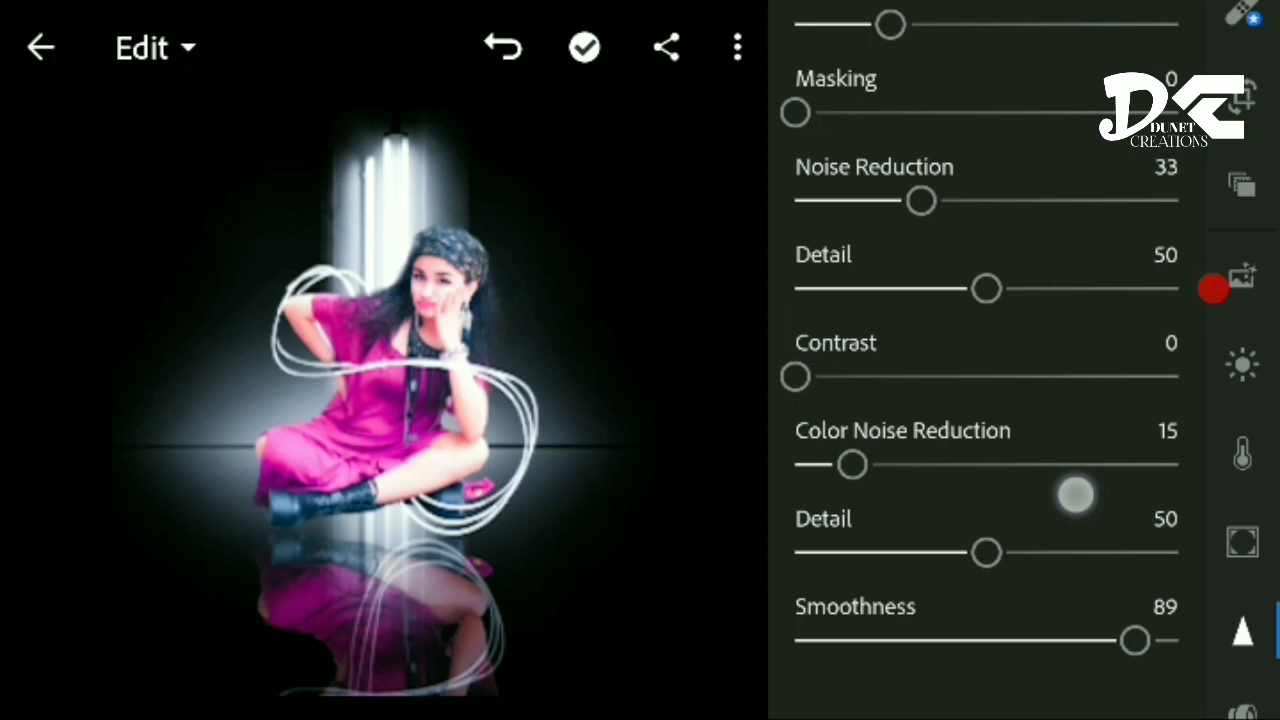 Edit
Masking 0
DE
DUNET
CREATIONS
Noise Reduction 33
Detail 50
Contrast 0
Color Noise Reduction 15
Detail 50
Smoothness 89